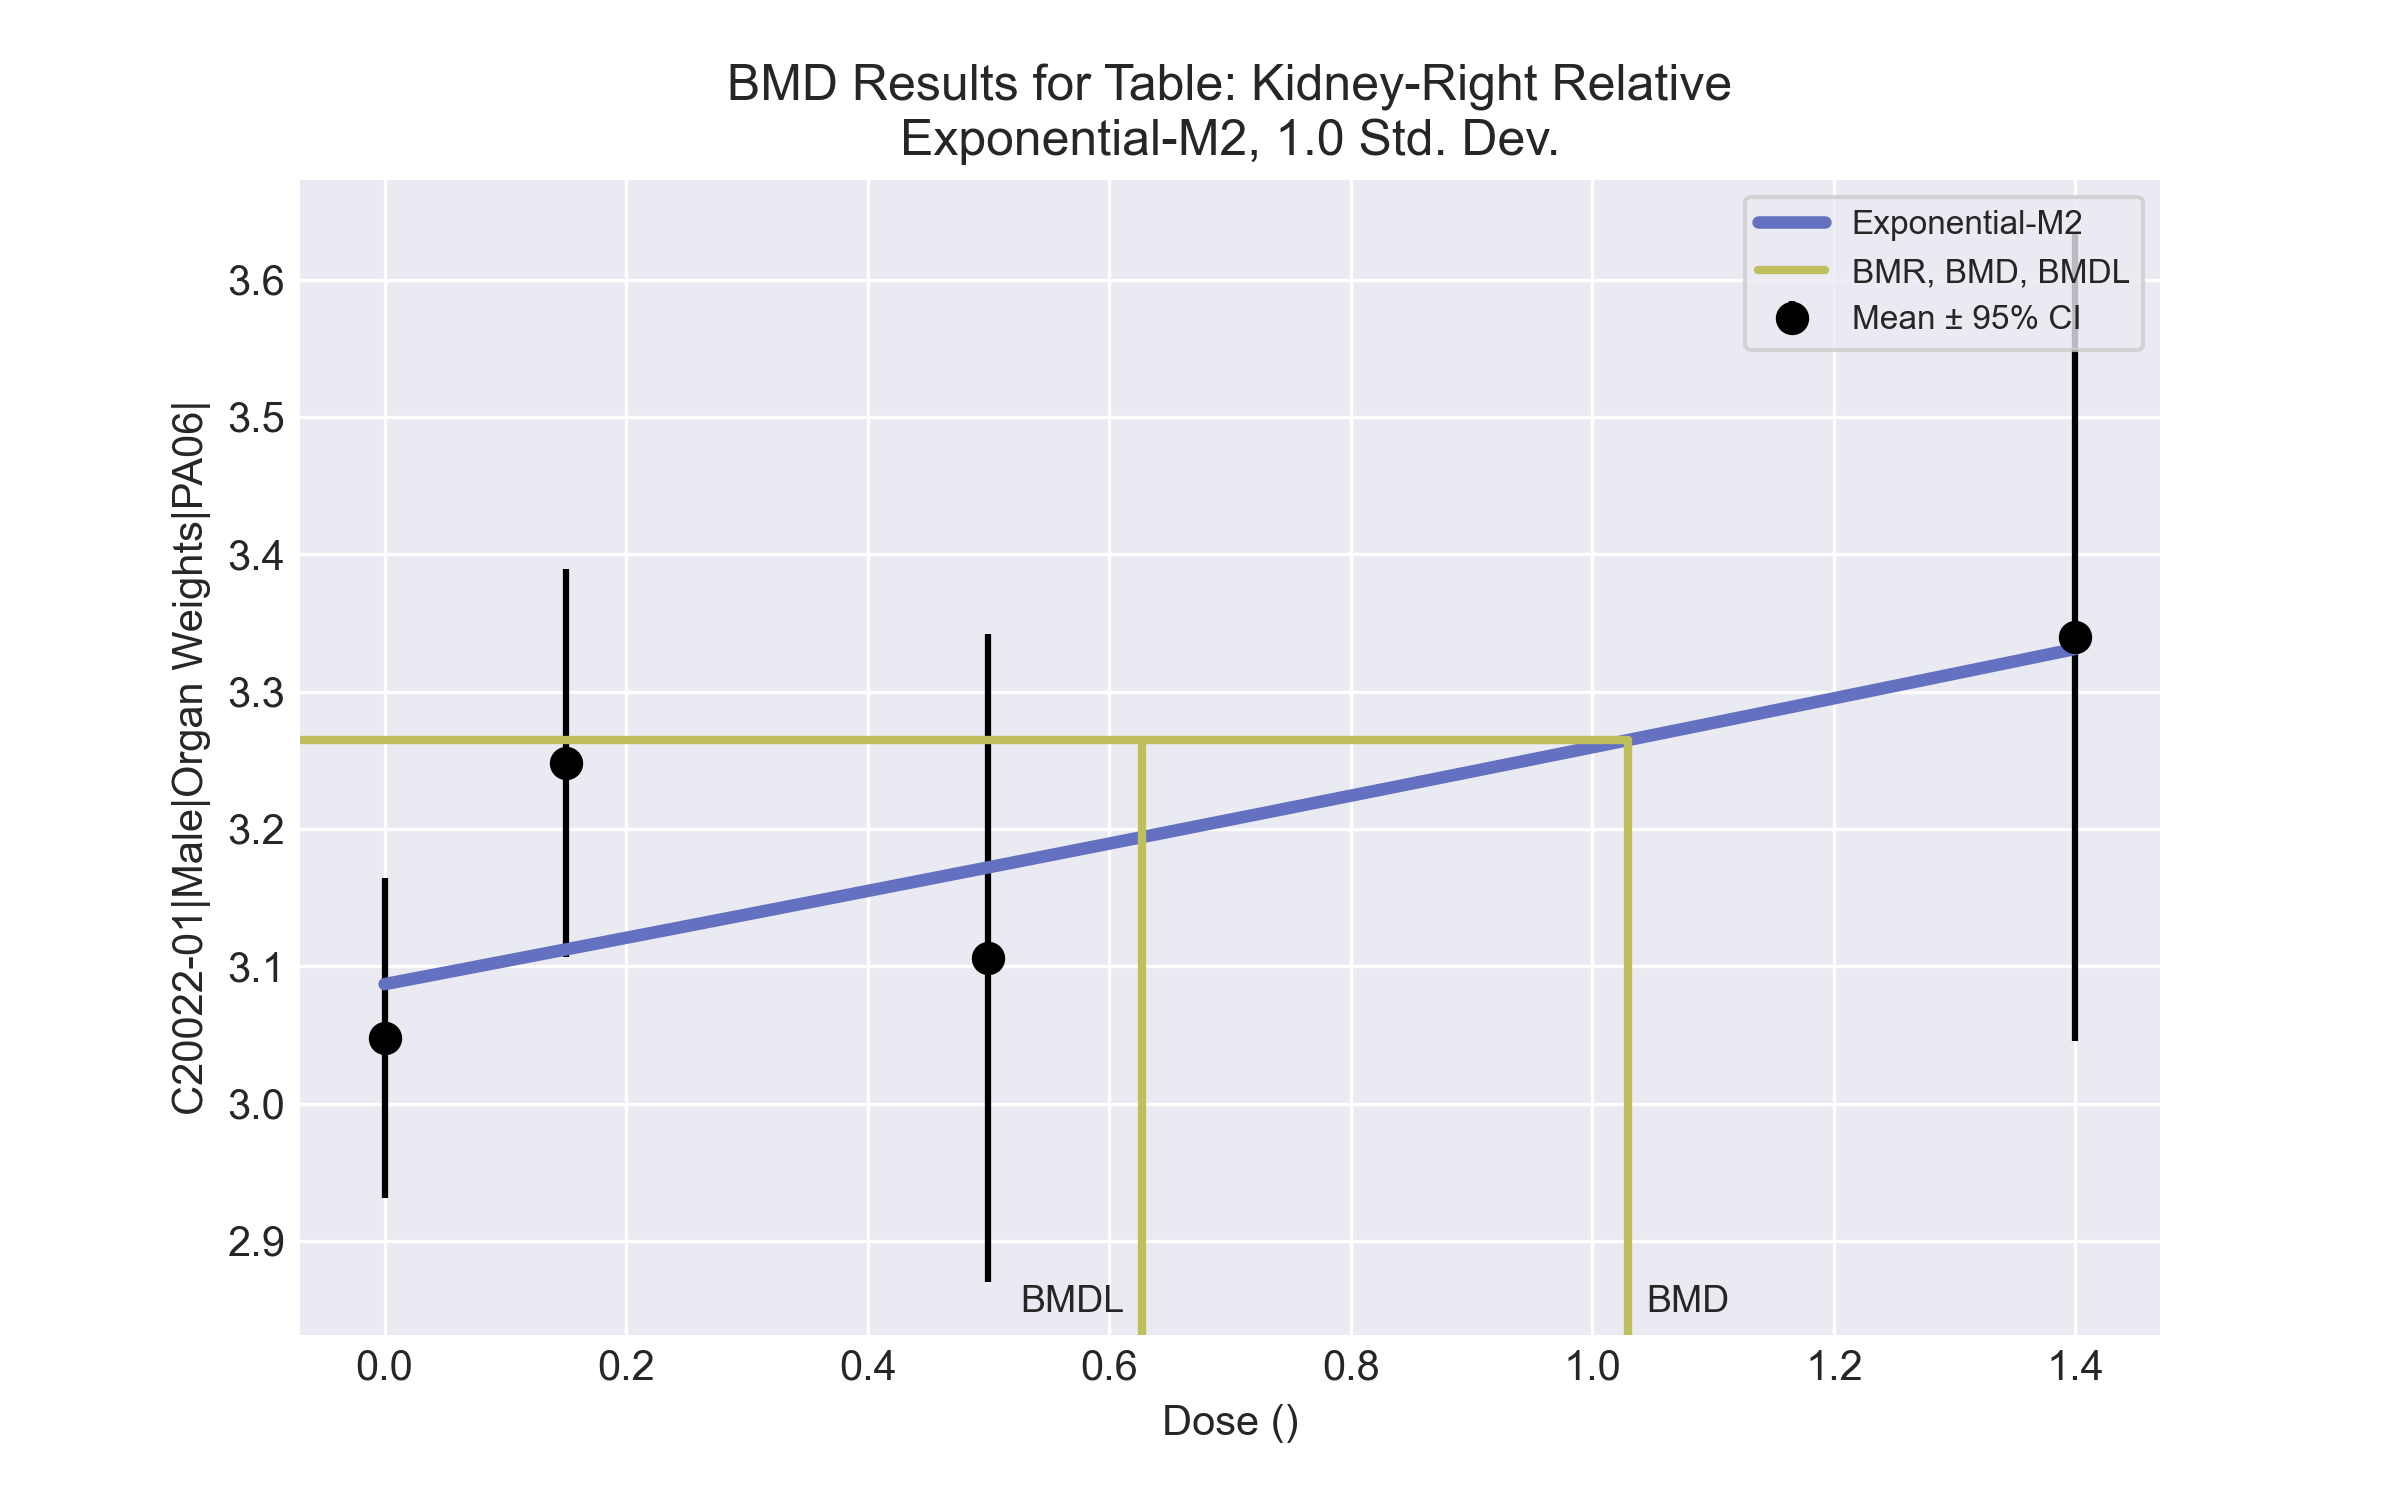 BMD Results for Table: Kidney-Right Relative
Exponential-M2, 1.0 Std. Dev.
Exponential-M2
BMR, BMD, BMDL
Mean ± 95% CI
C20022-01|Male|Organ Weights|PA06|
3.6
3.5
3.4
3.3
3.2
3.1
3.0
2.9
BMDL
BMD
0.0 0.2 0.4 0.6 0.8 1.0 1.2 1.4
Dose ()